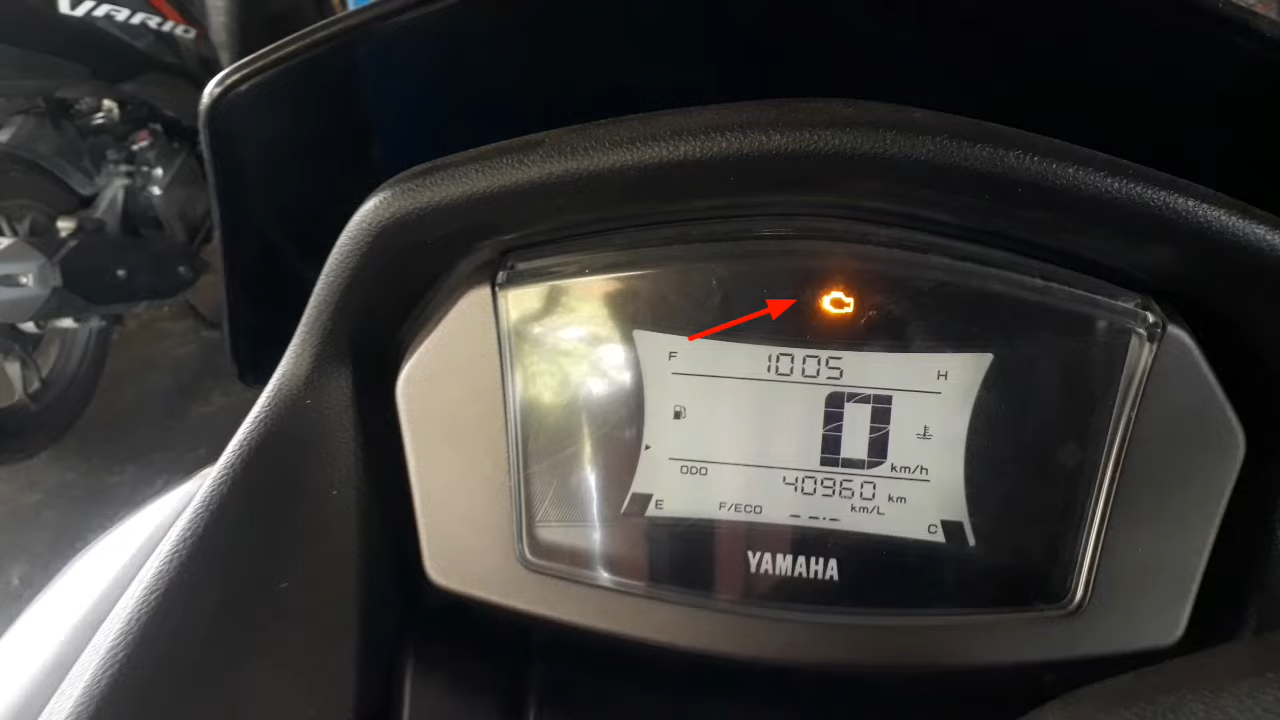 VARIO
F 1005 H
0 km/h
ODO 40960 km
E F/ECO --.- km/L C
YAMAHA